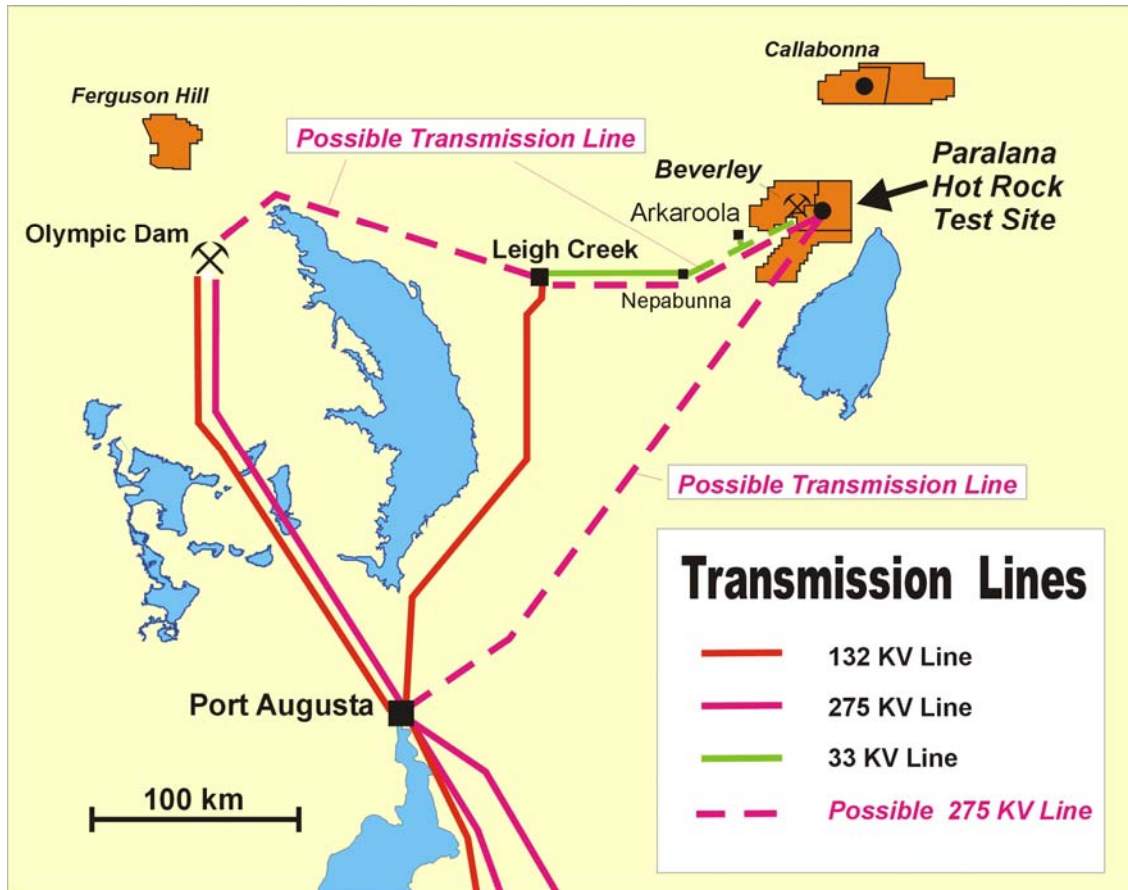 Callabonna
Ferguson Hill
Possible Transmission Line
Beverley
Paralana
Hot Rock
Test Site
Arkaroola
Olympic Dam
Leigh Creek
Nepabunna
Possible Transmission Line
Port Augusta
100 km
Transmission Lines
132 KV Line
275 KV Line
33 KV Line
Possible 275 KV Line